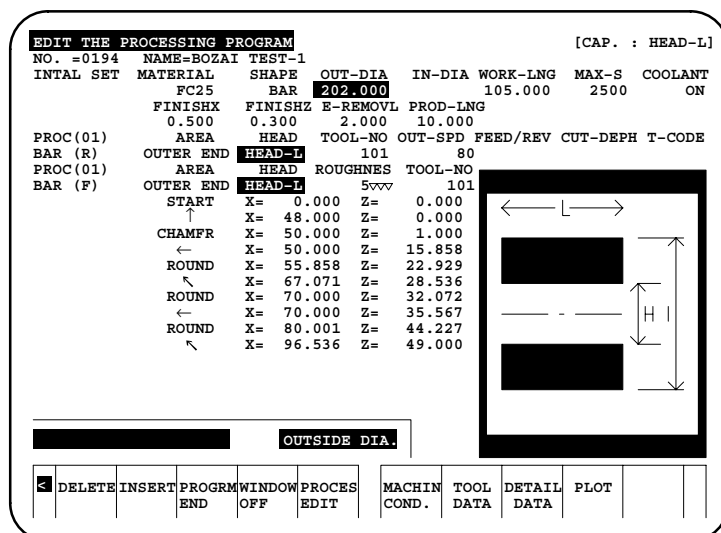 EDIT THE PROCESSING PROGRAM [CAP. : HEAD-L]
NO. =0194 NAME=BOZAI TEST-1
INTAL SET MATERIAL SHAPE OUT-DIA IN-DIA WORK-LNG MAX-S COOLANT
FC25 BAR 202.000 105.000 2500 ON
FINISHX FINISHZ E-REMOVL PROD-LNG
0.500 0.300 2.000 10.000
PROC(01) AREA HEAD TOOL-NO OUT-SPD FEED/REV CUT-DEPH T-CODE
BAR (R) OUTER END HEAD-L 101 80
PROC(01) AREA HEAD ROUGHNES TOOL-NO
BAR (F) OUTER END HEAD-L 5▽▽▽ 101
START X= 0.000 Z= 0.000
↑ X= 48.000 Z= 0.000
CHAMFR X= 50.000 Z= 1.000
← X= 50.000 Z= 15.858
ROUND X= 55.858 Z= 22.929
↖ X= 67.071 Z= 28.536
ROUND X= 70.000 Z= 32.072
← X= 70.000 Z= 35.567
ROUND X= 80.001 Z= 44.227
↖ X= 96.536 Z= 49.000
L
H I
OUTSIDE DIA.
< DELETE INSERT PROGRM WINDOW PROCES MACHIN TOOL DETAIL PLOT
END OFF EDIT COND. DATA DATA